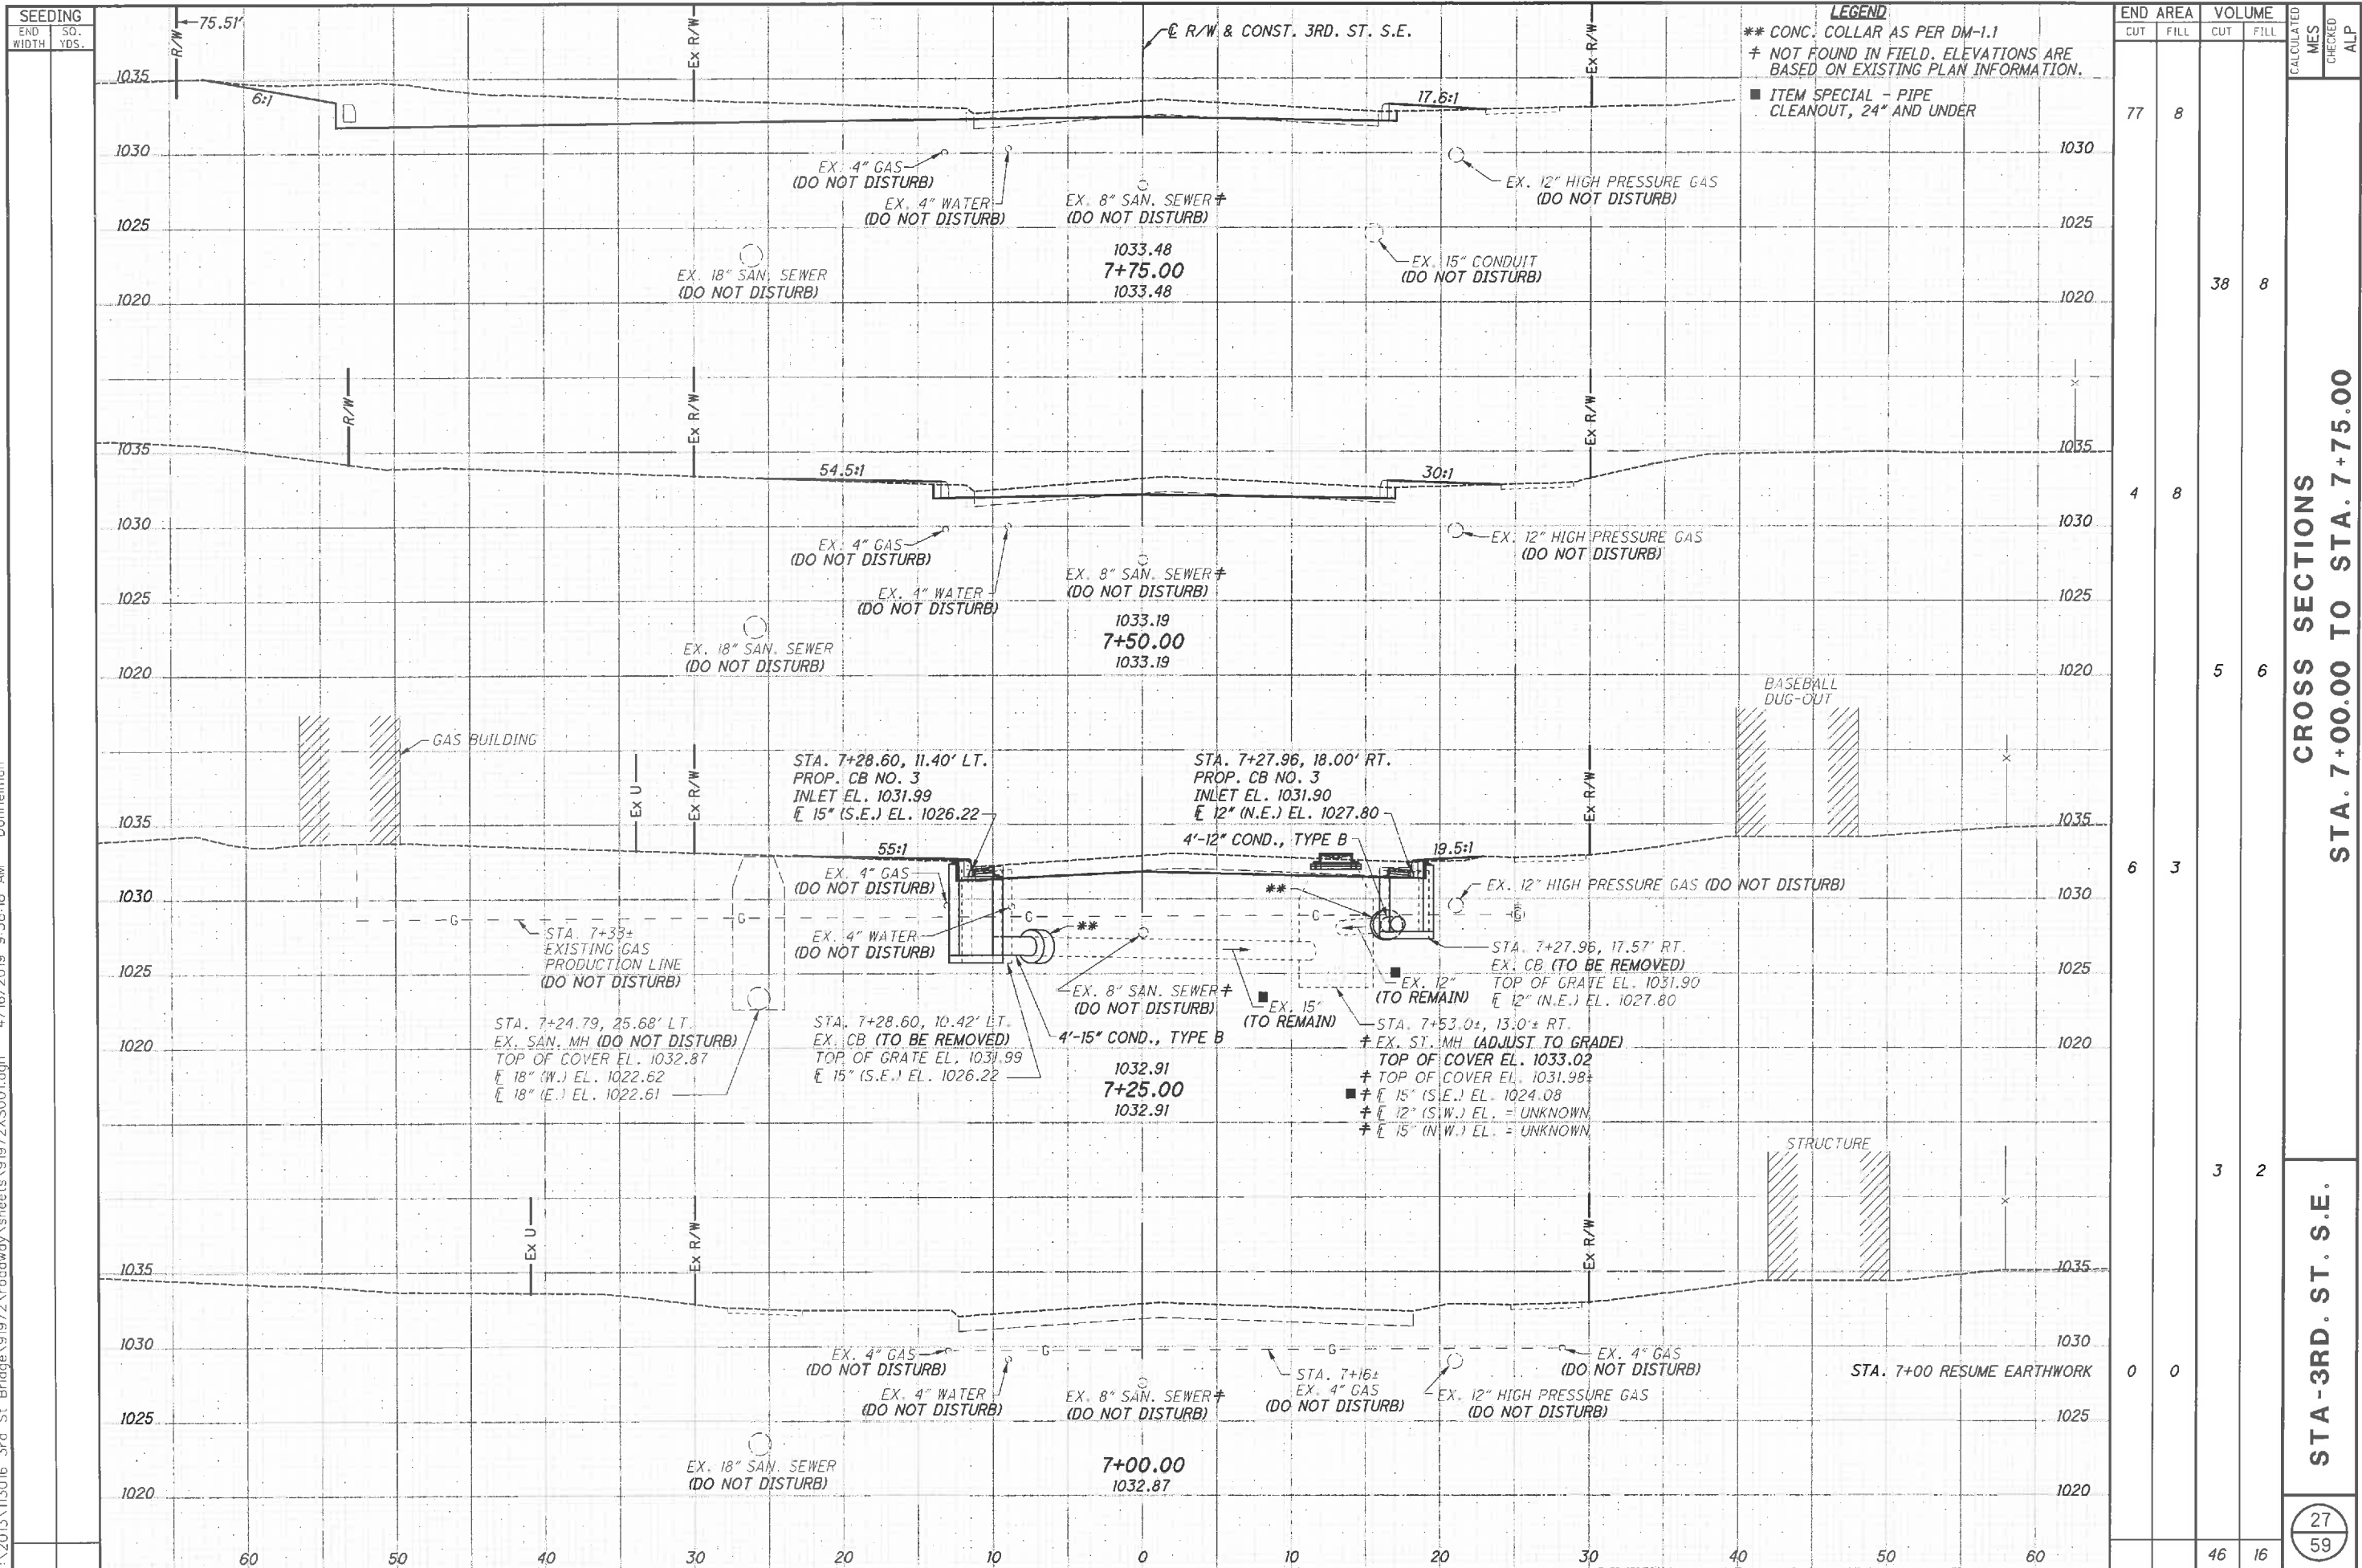 SEEDING
END WIDTH
SQ. YDS.
R/W
75.51'
Ex R/W
℄ R/W & CONST. 3RD. ST. S.E.
Ex R/W
LEGEND
** CONC. COLLAR AS PER DM-1.1
‡ NOT FOUND IN FIELD. ELEVATIONS ARE
BASED ON EXISTING PLAN INFORMATION.
■ ITEM SPECIAL - PIPE
CLEANOUT, 24" AND UNDER
END AREA
VOLUME
CUT
FILL
CUT
FILL
CALCULATED
MES
CHECKED
ALP
1035
6:1
17.6:1
77
8
1030
1030
EX. 4" GAS
(DO NOT DISTURB)
EX. 4" WATER
(DO NOT DISTURB)
EX. 8" SAN. SEWER ‡
(DO NOT DISTURB)
EX. 12" HIGH PRESSURE GAS
(DO NOT DISTURB)
1025
1025
EX. 18" SAN. SEWER
(DO NOT DISTURB)
1033.48
7+75.00
1033.48
EX. 15" CONDUIT
(DO NOT DISTURB)
1020
1020
38
8
R/W
Ex R/W
Ex R/W
X
1035
1035
54.5:1
30:1
4
8
1030
1030
EX. 4" GAS
(DO NOT DISTURB)
EX. 4" WATER
(DO NOT DISTURB)
EX. 8" SAN. SEWER ‡
(DO NOT DISTURB)
EX. 12" HIGH PRESSURE GAS
(DO NOT DISTURB)
1025
1025
EX. 18" SAN. SEWER
(DO NOT DISTURB)
1033.19
7+50.00
1033.19
1020
1020
5
6
GAS BUILDING
BASEBALL
DUG-OUT
Ex U
Ex R/W
Ex R/W
X
STA. 7+28.60, 11.40' LT.
PROP. CB NO. 3
INLET EL. 1031.99
℄ 15" (S.E.) EL. 1026.22
STA. 7+27.96, 18.00' RT.
PROP. CB NO. 3
INLET EL. 1031.90
℄ 12" (N.E.) EL. 1027.80
4'-12" COND., TYPE B
1035
1035
55:1
19.5:1
6
3
EX. 4" GAS
(DO NOT DISTURB)
**
EX. 12" HIGH PRESSURE GAS (DO NOT DISTURB)
1030
1030
G
G
G
G
G
STA. 7+33±
EXISTING GAS
PRODUCTION LINE
(DO NOT DISTURB)
EX. 4" WATER
(DO NOT DISTURB)
**
1025
1025
EX. 8" SAN. SEWER ‡
(DO NOT DISTURB)
■ EX. 15"
(TO REMAIN)
■
EX. 12"
(TO REMAIN)
STA. 7+27.96, 17.57' RT.
EX. CB (TO BE REMOVED)
TOP OF GRATE EL. 1031.90
℄ 12" (N.E.) EL. 1027.80
STA. 7+24.79, 25.68' LT.
EX. SAN. MH (DO NOT DISTURB)
TOP OF COVER EL. 1032.87
℄ 18" (W.) EL. 1022.62
℄ 18" (E.) EL. 1022.61
STA. 7+28.60, 10.42' LT.
EX. CB (TO BE REMOVED)
TOP OF GRATE EL. 1031.99
℄ 15" (S.E.) EL. 1026.22
4'-15" COND., TYPE B
STA. 7+53.0±, 13.0'± RT.
‡ EX. ST. MH (ADJUST TO GRADE)
TOP OF COVER EL. 1033.02
‡ TOP OF COVER EL. 1031.98±
■ ‡ ℄ 15" (S.E.) EL. 1024.08
‡ ℄ 12" (S.W.) EL. = UNKNOWN
‡ ℄ 15" (N.W.) EL. = UNKNOWN
1020
1020
1032.91
7+25.00
1032.91
STRUCTURE
3
2
Ex U
Ex R/W
Ex R/W
X
1035
1035
1030
1030
EX. 4" GAS
(DO NOT DISTURB)
G
G
EX. 4" WATER
(DO NOT DISTURB)
EX. 8" SAN. SEWER ‡
(DO NOT DISTURB)
STA. 7+16±
EX. 4" GAS
(DO NOT DISTURB)
EX. 4" GAS
(DO NOT DISTURB)
EX. 12" HIGH PRESSURE GAS
(DO NOT DISTURB)
STA. 7+00 RESUME EARTHWORK
0
0
1025
1025
EX. 18" SAN. SEWER
(DO NOT DISTURB)
7+00.00
1032.87
1020
1020
60
50
40
30
20
10
0
10
20
30
40
50
60
46
16
CROSS SECTIONS
STA. 7+00.00 TO STA. 7+75.00
STA-3RD. ST. S.E.
27
59